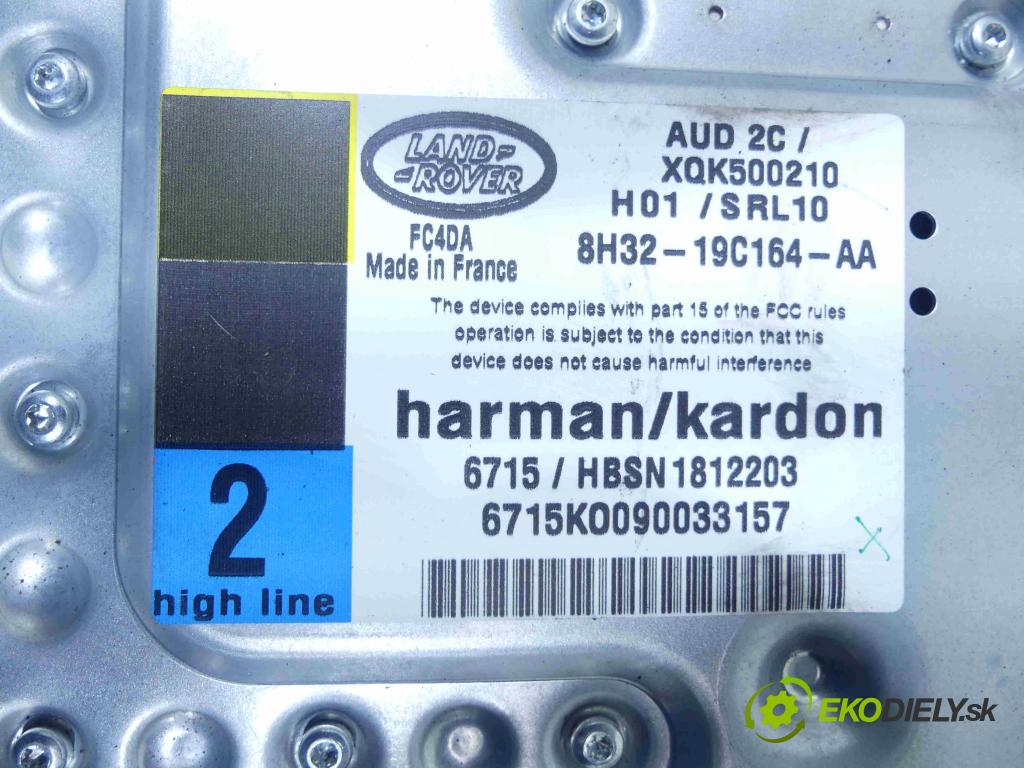 LAND-
-ROVER
FC4DA
Made in France
AUD 2C /
XQK500210
H01 / SRL10
8H32-19C164-AA
The device complies with part 15 of the FCC rules
operation is subject to the condition that this
device does not cause harmful interference
harman/kardon
6715 / HBSN1812203
6715K0090033157
2
high line
EKODIELY.sk